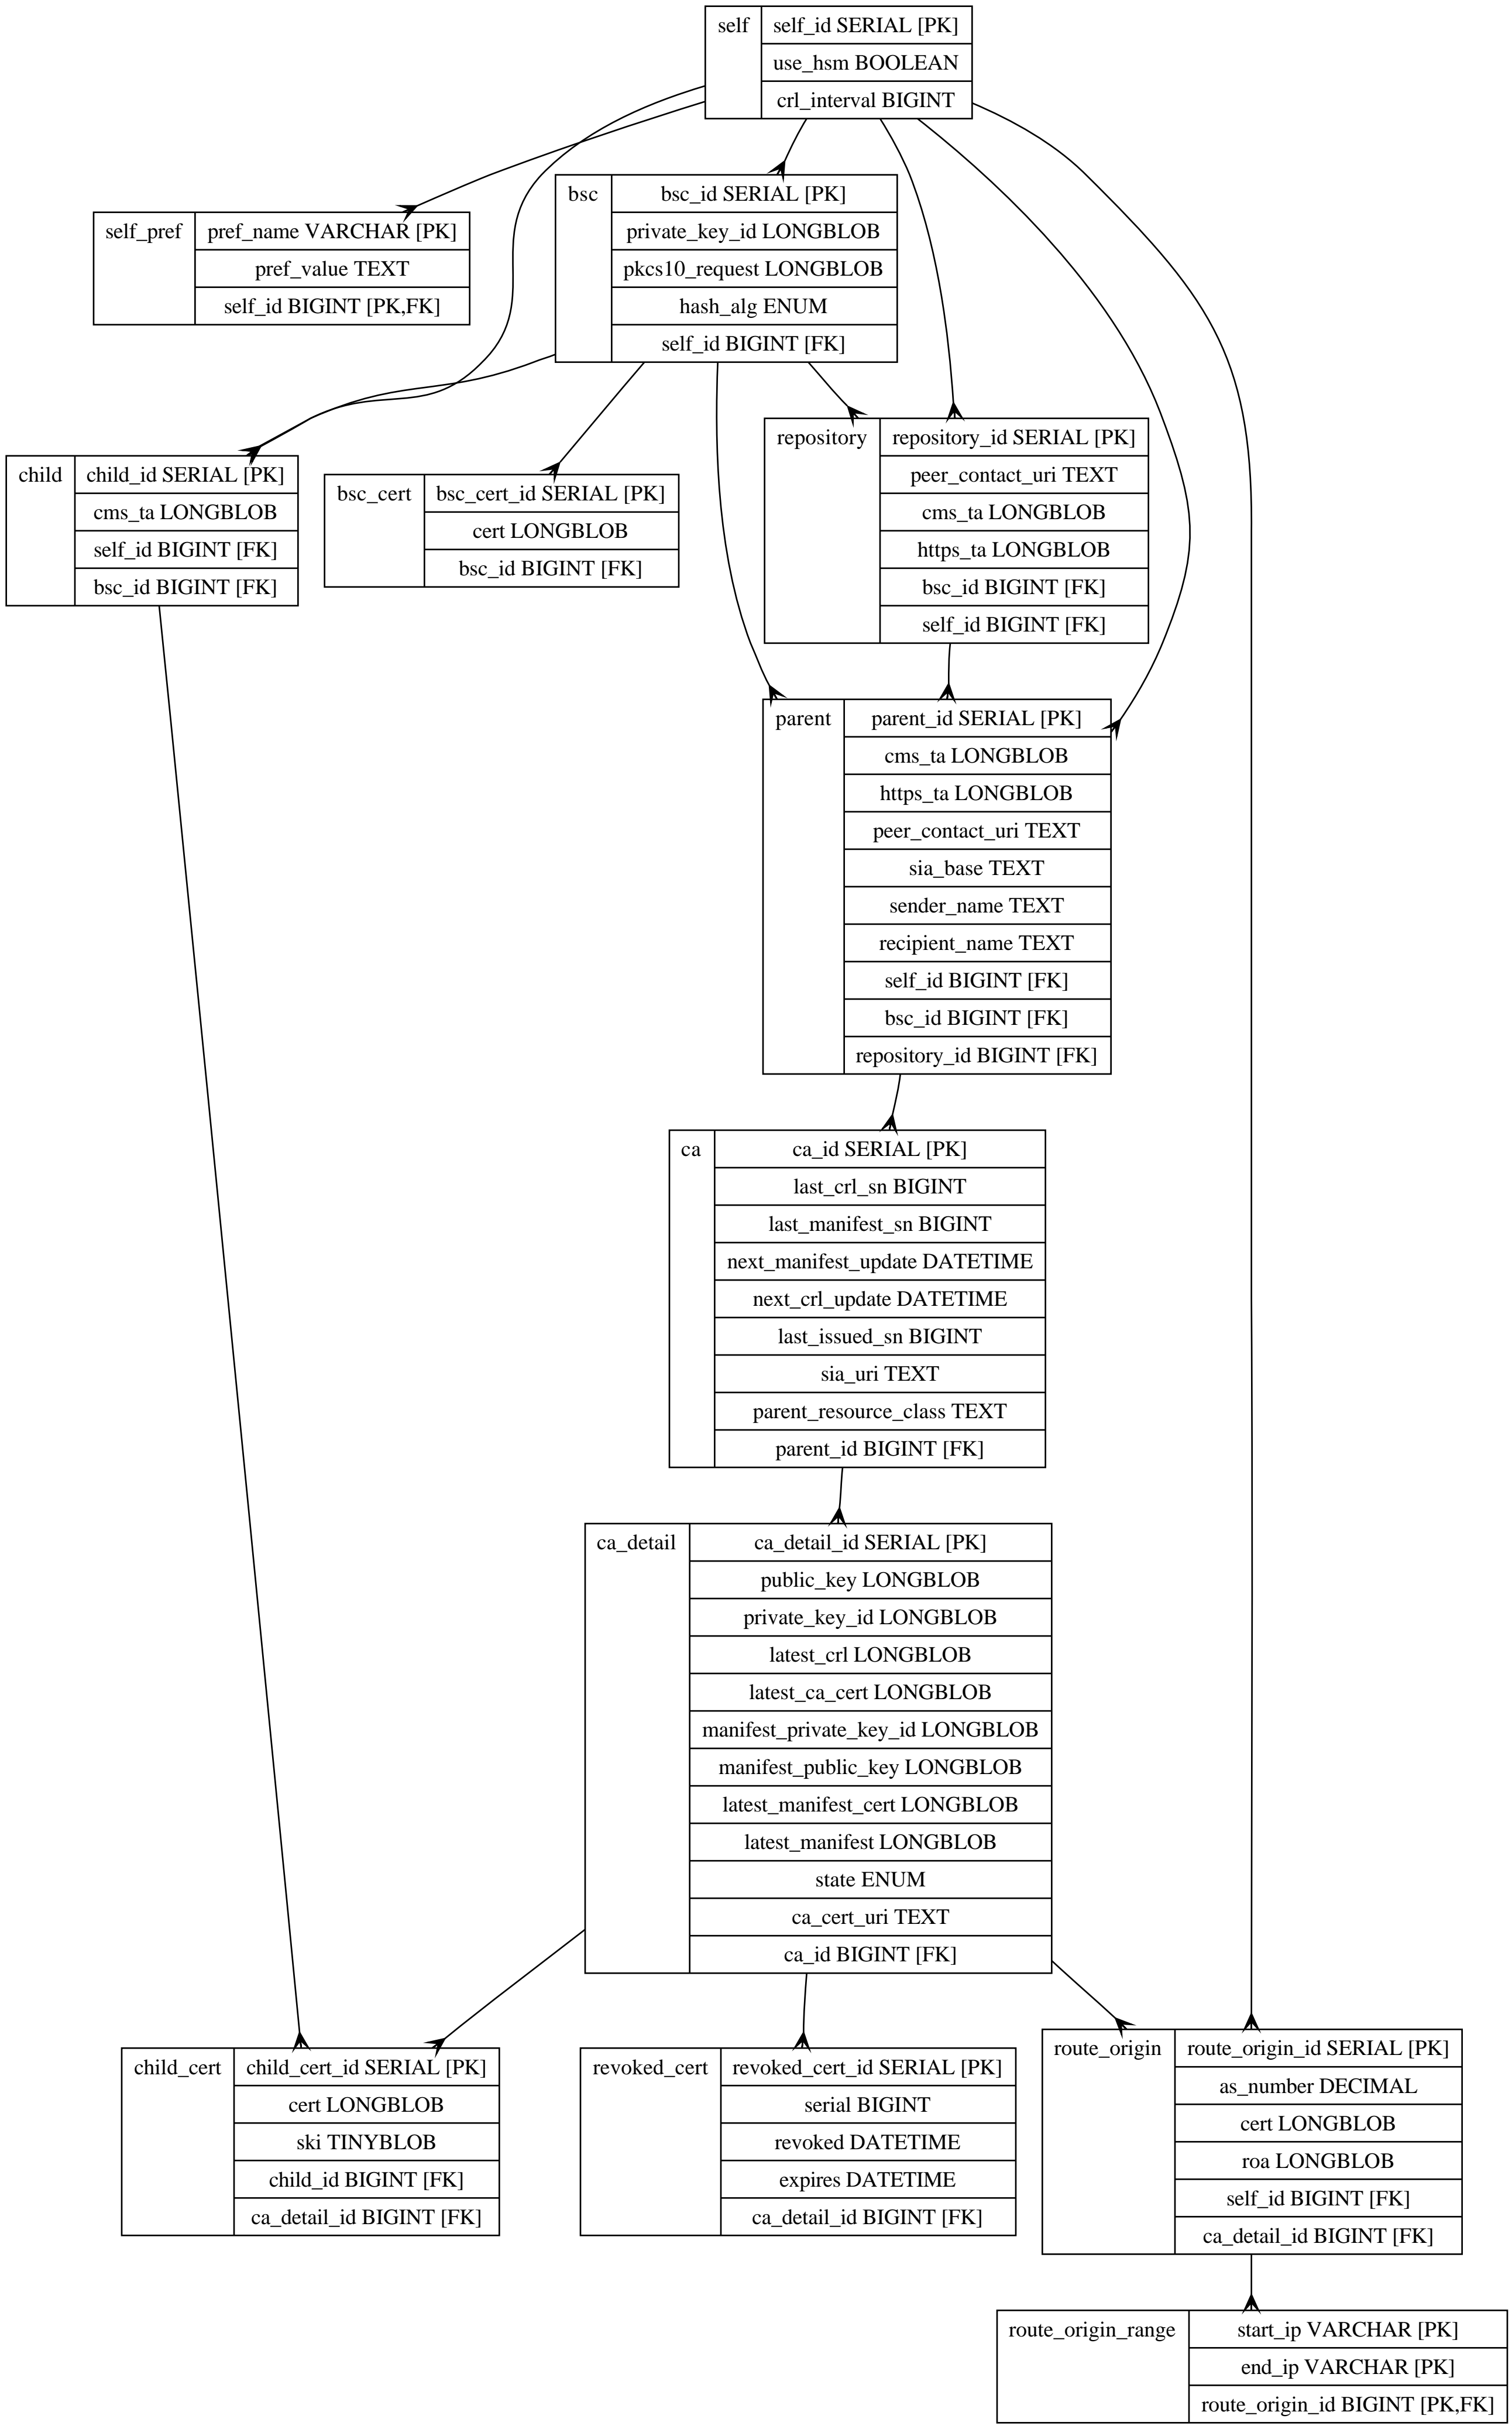 self
self_id SERIAL [PK]
use_hsm BOOLEAN
crl_interval BIGINT
self_pref
pref_name VARCHAR [PK]
pref_value TEXT
self_id BIGINT [PK,FK]
bsc
bsc_id SERIAL [PK]
private_key_id LONGBLOB
pkcs10_request LONGBLOB
hash_alg ENUM
self_id BIGINT [FK]
child
child_id SERIAL [PK]
cms_ta LONGBLOB
self_id BIGINT [FK]
bsc_id BIGINT [FK]
bsc_cert
bsc_cert_id SERIAL [PK]
cert LONGBLOB
bsc_id BIGINT [FK]
repository
repository_id SERIAL [PK]
peer_contact_uri TEXT
cms_ta LONGBLOB
https_ta LONGBLOB
bsc_id BIGINT [FK]
self_id BIGINT [FK]
parent
parent_id SERIAL [PK]
cms_ta LONGBLOB
https_ta LONGBLOB
peer_contact_uri TEXT
sia_base TEXT
sender_name TEXT
recipient_name TEXT
self_id BIGINT [FK]
bsc_id BIGINT [FK]
repository_id BIGINT [FK]
ca
ca_id SERIAL [PK]
last_crl_sn BIGINT
last_manifest_sn BIGINT
next_manifest_update DATETIME
next_crl_update DATETIME
last_issued_sn BIGINT
sia_uri TEXT
parent_resource_class TEXT
parent_id BIGINT [FK]
ca_detail
ca_detail_id SERIAL [PK]
public_key LONGBLOB
private_key_id LONGBLOB
latest_crl LONGBLOB
latest_ca_cert LONGBLOB
manifest_private_key_id LONGBLOB
manifest_public_key LONGBLOB
latest_manifest_cert LONGBLOB
latest_manifest LONGBLOB
state ENUM
ca_cert_uri TEXT
ca_id BIGINT [FK]
child_cert
child_cert_id SERIAL [PK]
cert LONGBLOB
ski TINYBLOB
child_id BIGINT [FK]
ca_detail_id BIGINT [FK]
revoked_cert
revoked_cert_id SERIAL [PK]
serial BIGINT
revoked DATETIME
expires DATETIME
ca_detail_id BIGINT [FK]
route_origin
route_origin_id SERIAL [PK]
as_number DECIMAL
cert LONGBLOB
roa LONGBLOB
self_id BIGINT [FK]
ca_detail_id BIGINT [FK]
route_origin_range
start_ip VARCHAR [PK]
end_ip VARCHAR [PK]
route_origin_id BIGINT [PK,FK]